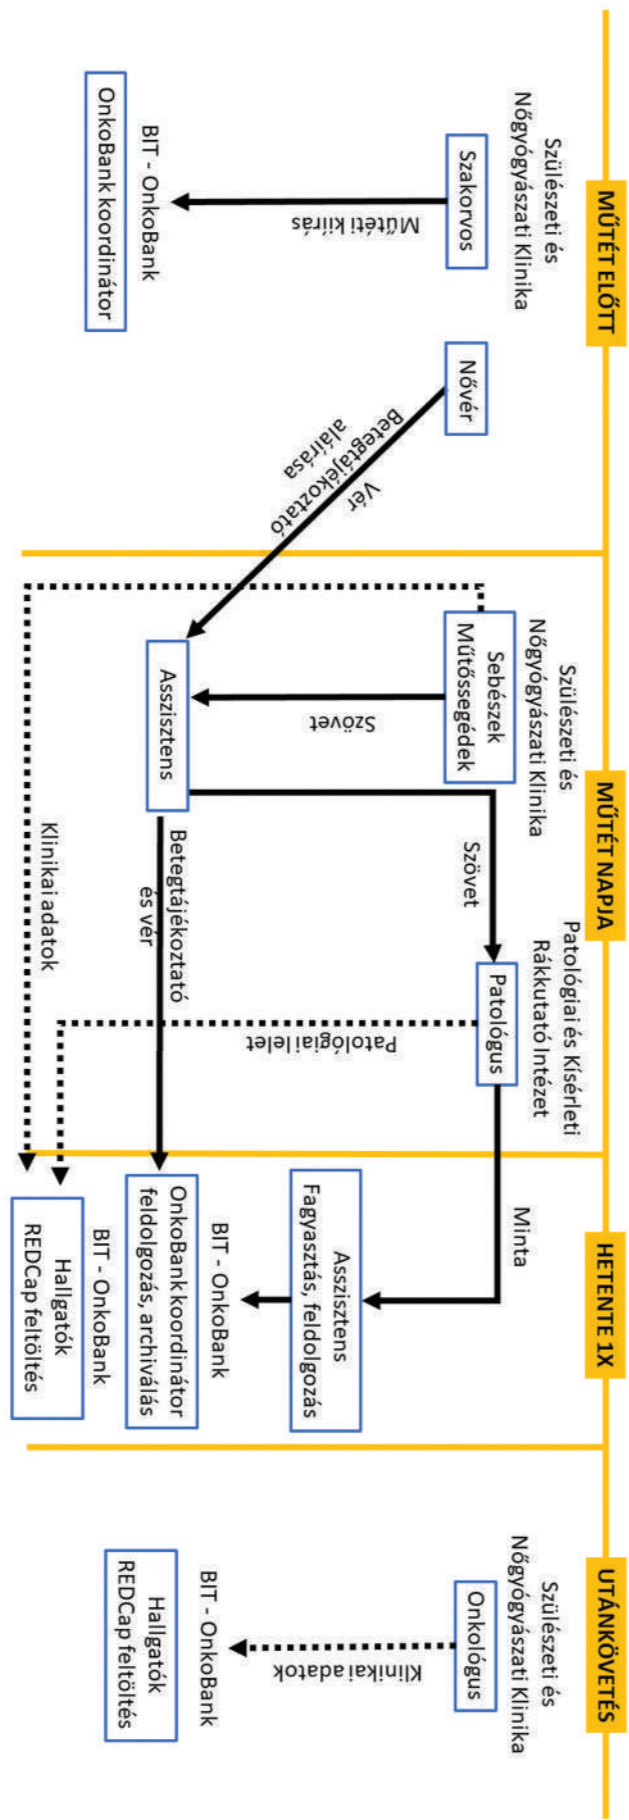 MŰTÉT ELŐTT
Szülészeti és
Nőgyógyászati Klinika
Szakorvos
Műtéti kiírás
BIT - OnkoBank
OnkoBank koordinátor
Nővér
Vér
Betegtájékoztató
aláírása
MŰTÉT NAPJA
Szülészeti és
Nőgyógyászati Klinika
Sebészek
Műtőssegédek
Szövet
Asszisztens
Szövet
Patológiai és Kísérleti
Rákkutató Intézet
Patológus
Patológiai lelet
Betegtájékoztató
és vér
Klinikai adatok
HETENTE 1X
Minta
Asszisztens
Fagyasztás, feldolgozás
BIT - OnkoBank
OnkoBank koordinátor
feldolgozás, archiválás
BIT - OnkoBank
Hallgatók
REDCap feltöltés
UTÁNKÖVETÉS
Szülészeti és
Nőgyógyászati Klinika
Onkológus
Klinikai adatok
BIT - OnkoBank
Hallgatók
REDCap feltöltés